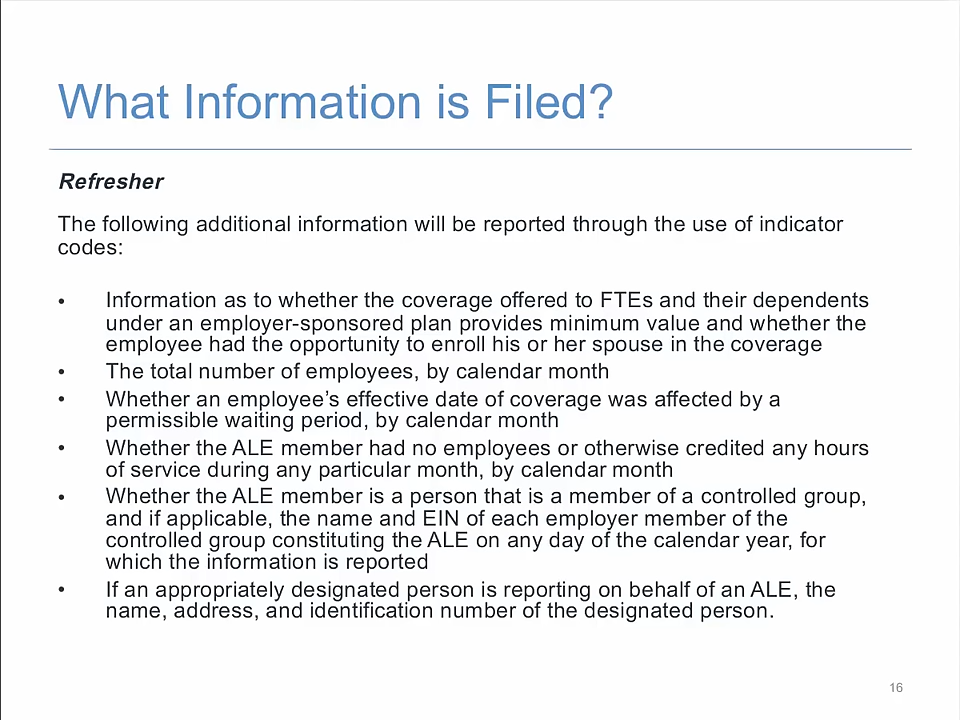 What Information is Filed?
Refresher
The following additional information will be reported through the use of indicator
codes:
• Information as to whether the coverage offered to FTEs and their dependents
under an employer-sponsored plan provides minimum value and whether the
employee had the opportunity to enroll his or her spouse in the coverage
• The total number of employees, by calendar month
• Whether an employee’s effective date of coverage was affected by a
permissible waiting period, by calendar month
• Whether the ALE member had no employees or otherwise credited any hours
of service during any particular month, by calendar month
• Whether the ALE member is a person that is a member of a controlled group,
and if applicable, the name and EIN of each employer member of the
controlled group constituting the ALE on any day of the calendar year, for
which the information is reported
• If an appropriately designated person is reporting on behalf of an ALE, the
name, address, and identification number of the designated person.
16